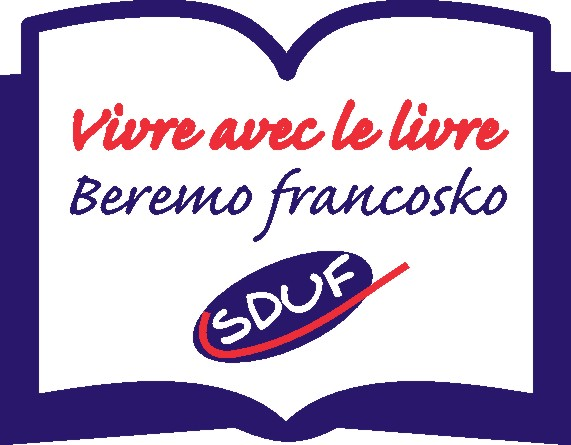 Vivre avec le livre
Beremo francosko
SDUF